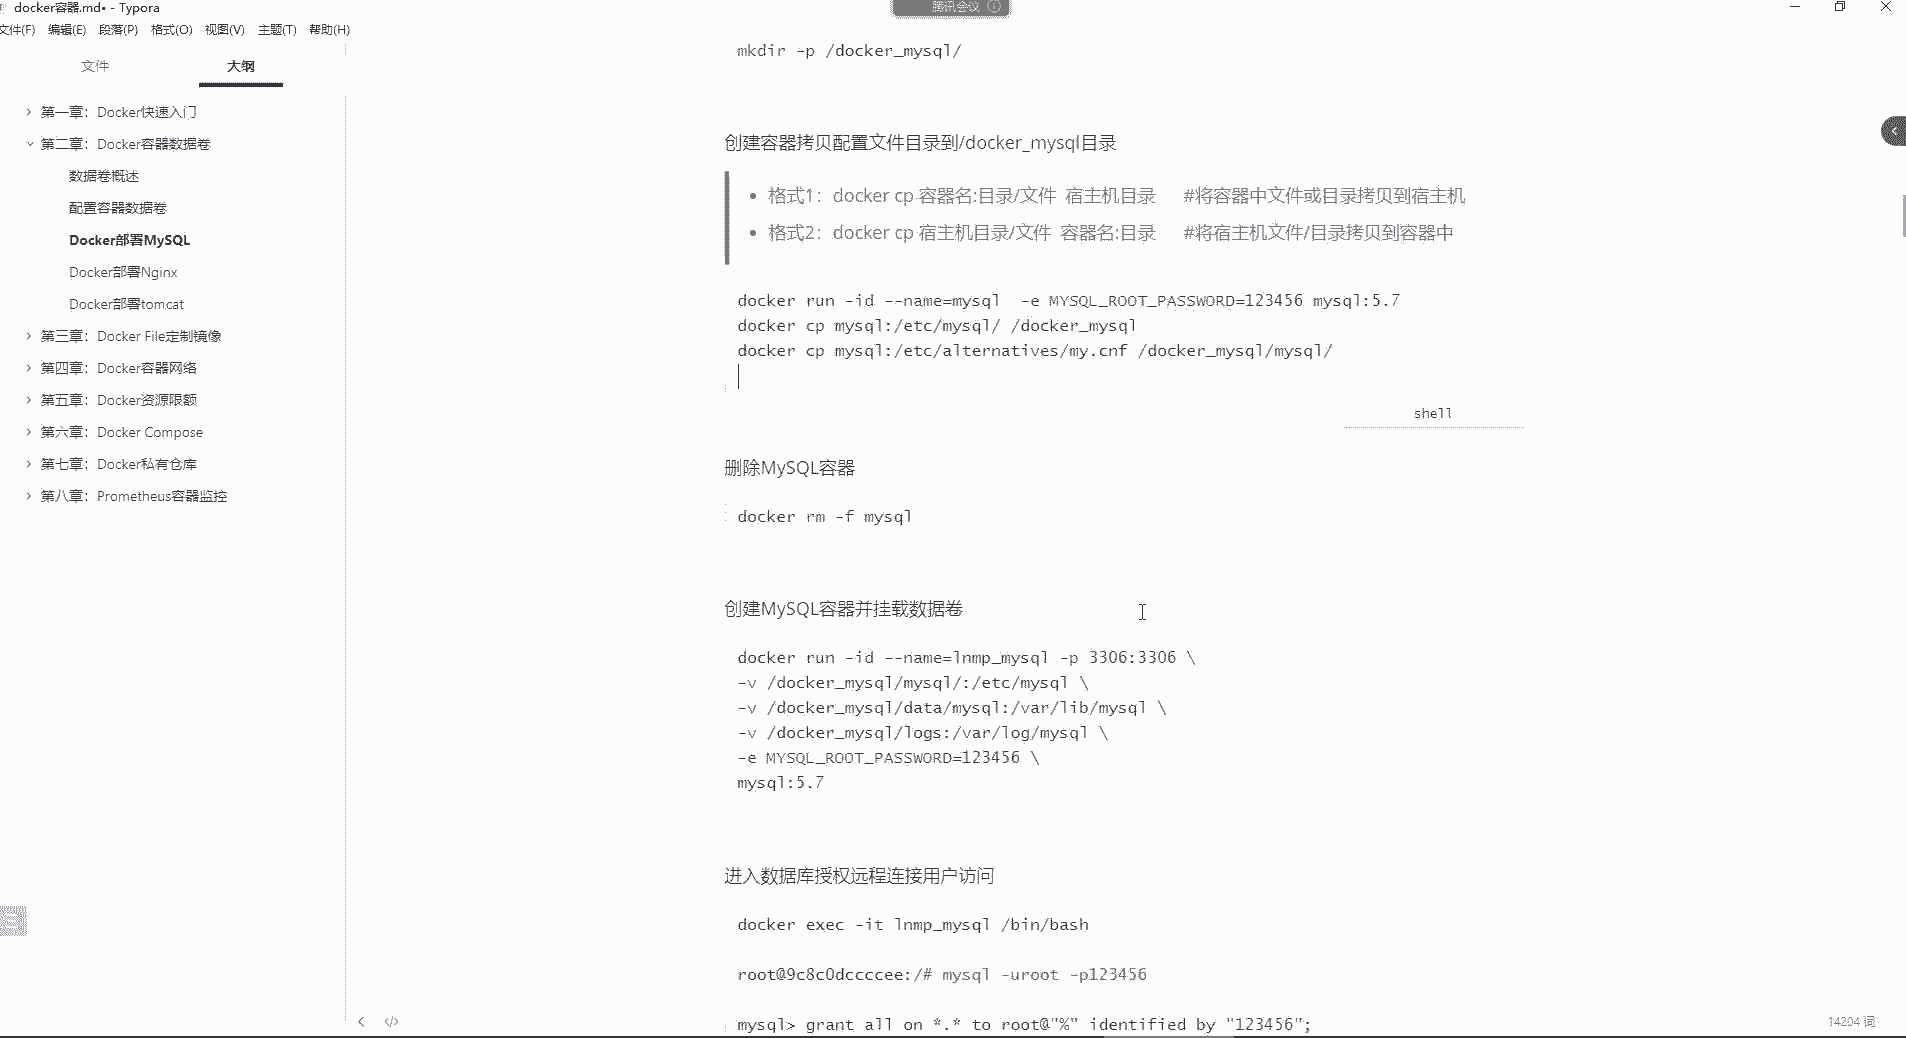 docker容器.md• - Typora
腾讯会议
文件(F) 编辑(E) 段落(P) 格式(O) 视图(V) 主题(T) 帮助(H)
文件 大纲
第一章：Docker快速入门
第二章：Docker容器数据卷
数据卷概述
配置容器数据卷
Docker部署MySQL
Docker部署Nginx
Docker部署tomcat
第三章：Docker File定制镜像
第四章：Docker容器网络
第五章：Docker资源限额
第六章：Docker Compose
第七章：Docker私有仓库
第八章：Prometheus容器监控
mkdir -p /docker_mysql/
创建容器拷贝配置文件目录到/docker_mysql目录
格式1：docker cp 容器名:目录/文件 宿主机目录 #将容器中文件或目录拷贝到宿主机
格式2：docker cp 宿主机目录/文件 容器名:目录 #将宿主机文件/目录拷贝到容器中
docker run -id --name=mysql -e MYSQL_ROOT_PASSWORD=123456 mysql:5.7
docker cp mysql:/etc/mysql/ /docker_mysql
docker cp mysql:/etc/alternatives/my.cnf /docker_mysql/mysql/
shell
删除MySQL容器
docker rm -f mysql
创建MySQL容器并挂载数据卷
docker run -id --name=lnmp_mysql -p 3306:3306 \
-v /docker_mysql/mysql/:/etc/mysql \
-v /docker_mysql/data/mysql:/var/lib/mysql \
-v /docker_mysql/logs:/var/log/mysql \
-e MYSQL_ROOT_PASSWORD=123456 \
mysql:5.7
进入数据库授权远程连接用户访问
docker exec -it lnmp_mysql /bin/bash
root@9c8c0dccccee:/# mysql -uroot -p123456
mysql> grant all on *.* to root@"%" identified by "123456";
14204 词